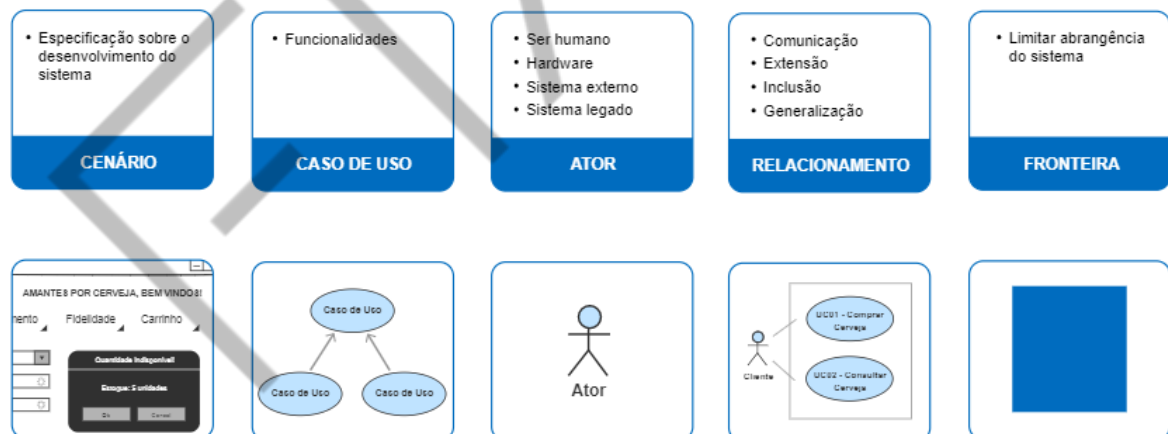 • Especificação sobre o
desenvolvimento do
sistema
CENÁRIO
• Funcionalidades
CASO DE USO
• Ser humano
• Hardware
• Sistema externo
• Sistema legado
ATOR
• Comunicação
• Extensão
• Inclusão
• Generalização
RELACIONAMENTO
• Limitar abrangência
do sistema
FRONTEIRA
AMANTES POR CERVEJA, BEM VINDOS!
Fidelidade
Carrinho
Quantidade Indisponível!
Estoque: 5 unidades
Ok
Cancel
Caso de Uso
Caso de Uso
Caso de Uso
Ator
Cliente
UC01 - Comprar
Cerveja
UC02 - Consultar
Cerveja